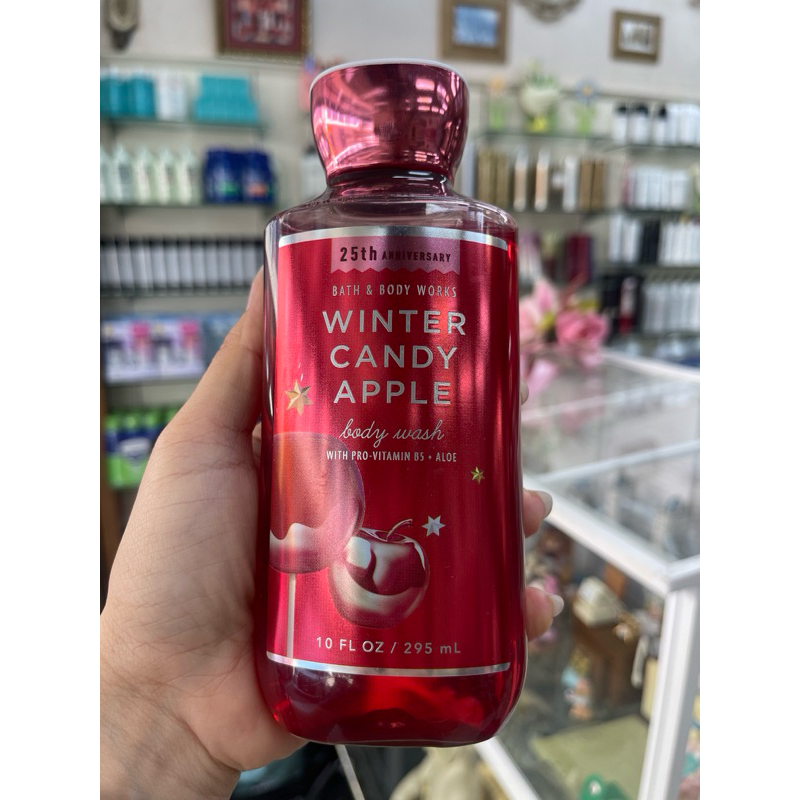 25th ANNIVERSARY
BATH & BODY WORKS
WINTER
CANDY
APPLE
body wash
WITH PRO-VITAMIN B5 • ALOE
10 FL OZ / 295 mL